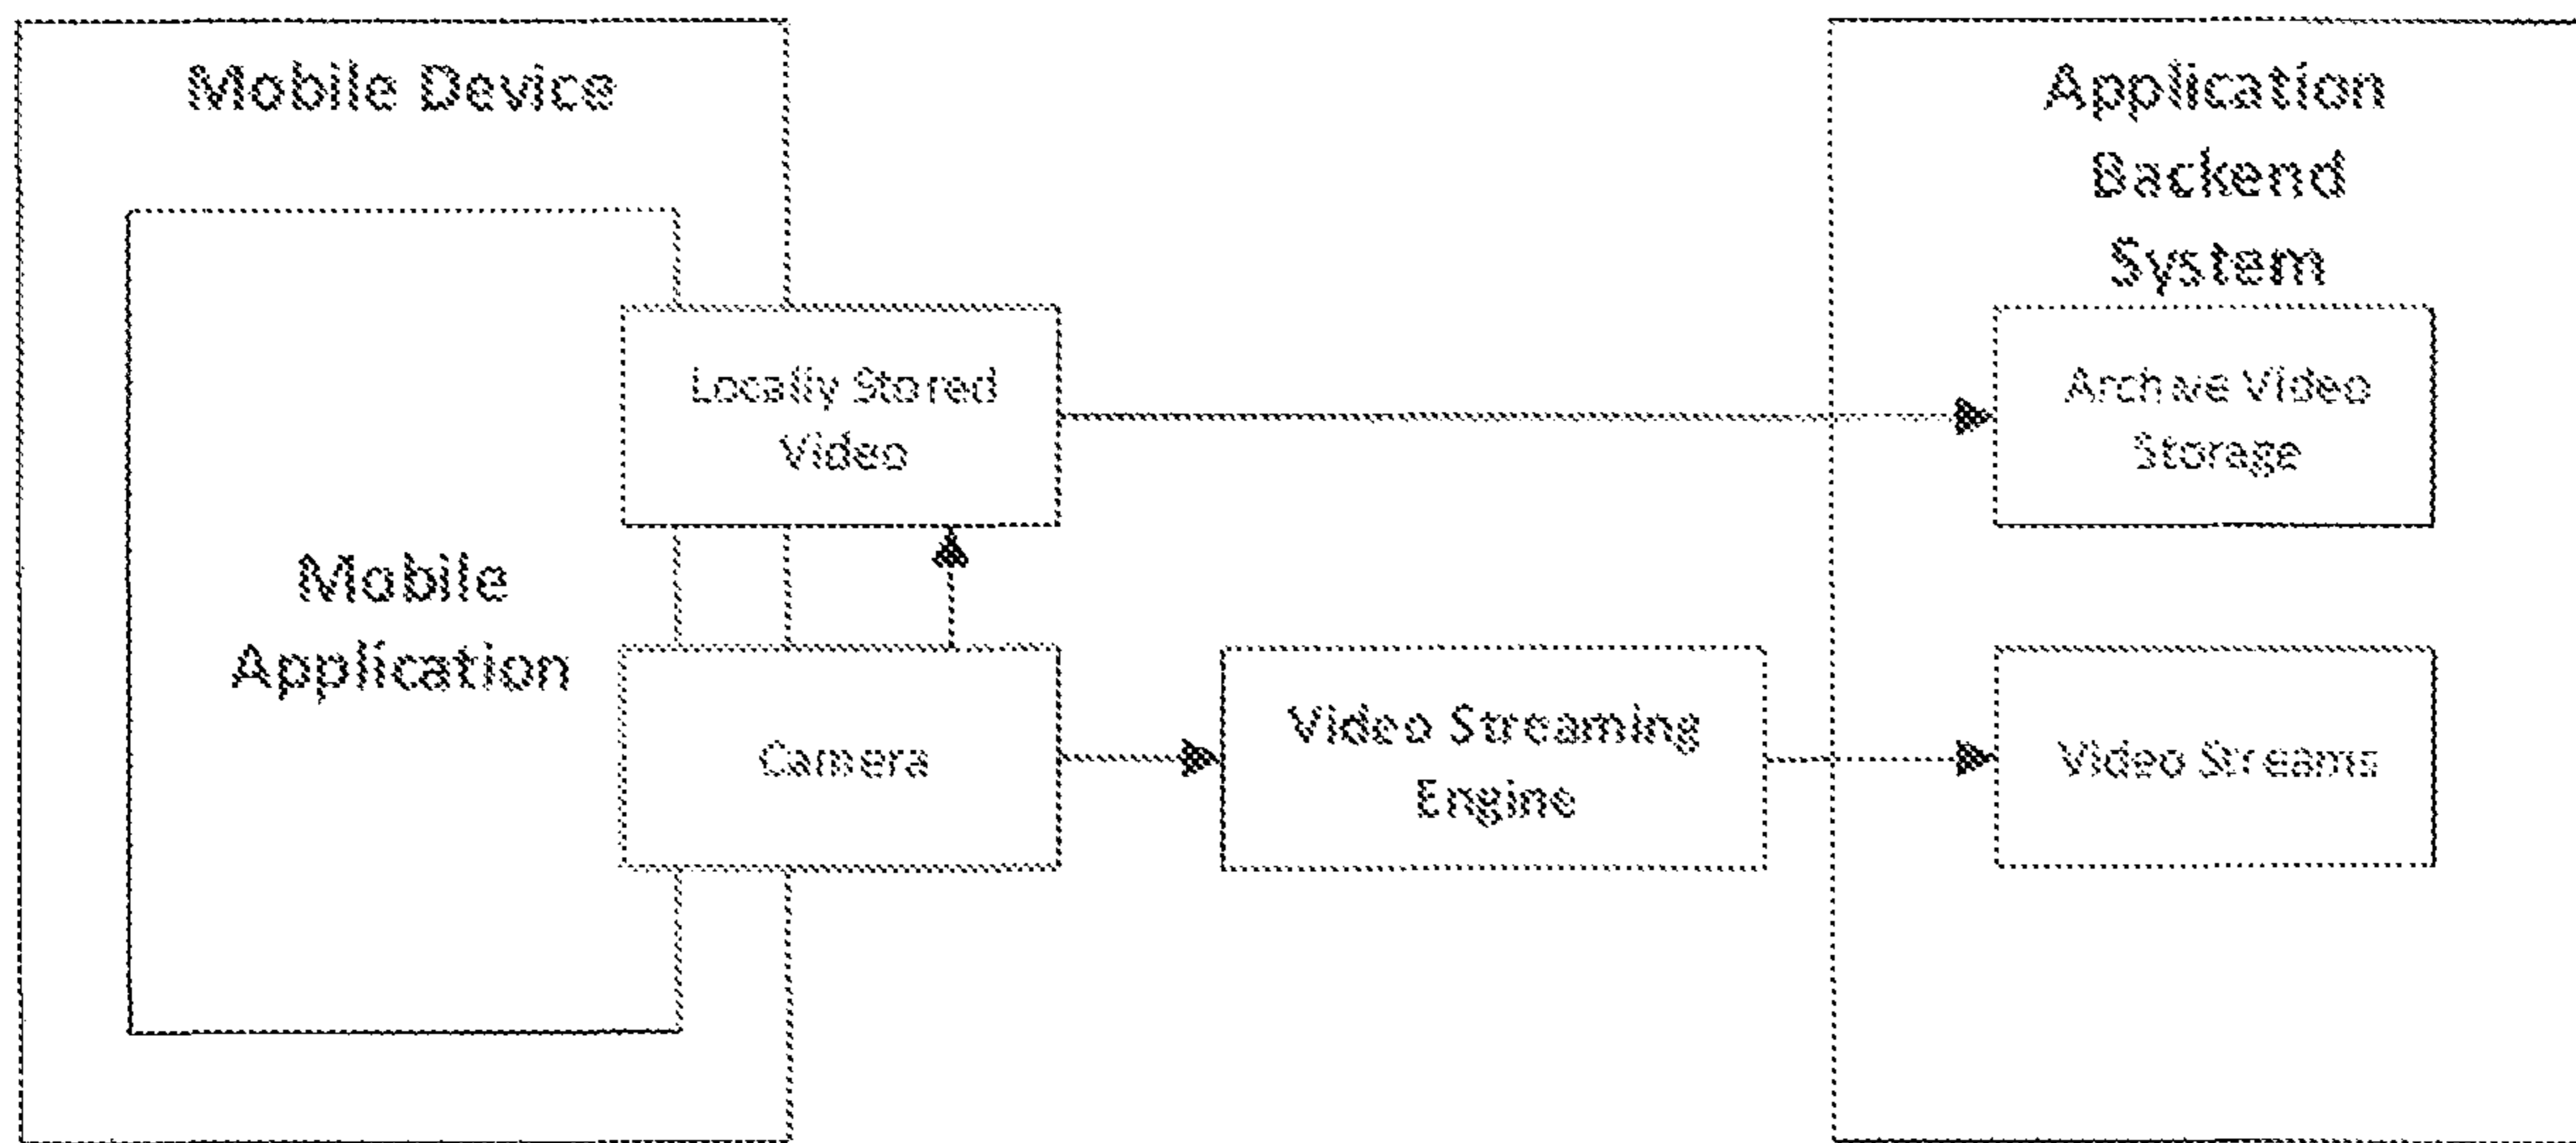 Mobile Device
Application
Backend
System
Locally Stored
Video
Archive Video
Storage
Mobile
Application
Camera
Video Streaming
Engine
Video Streams